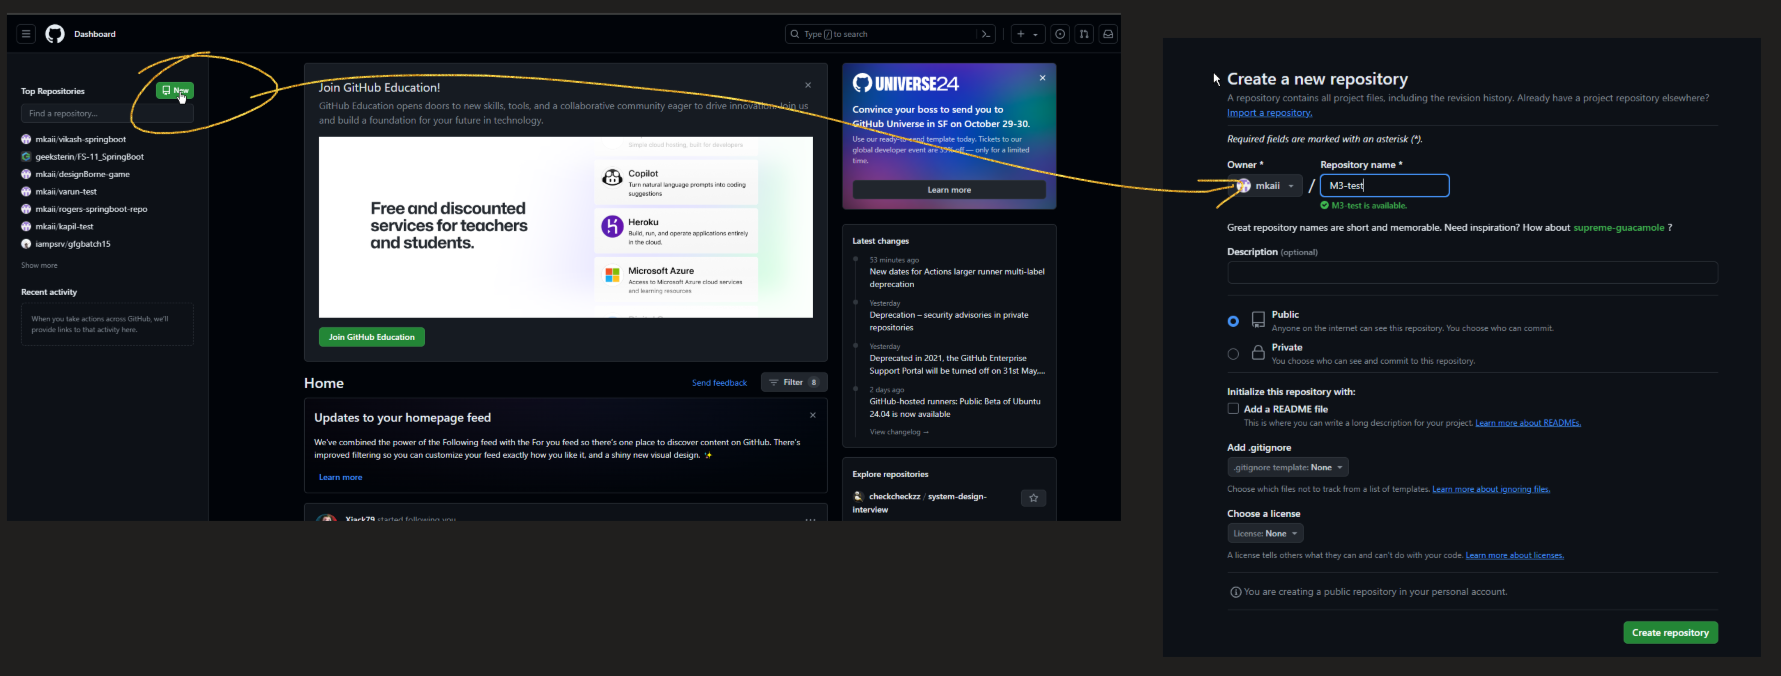 Dashboard
Type / to search
Top Repositories
New
Find a repository...
mkaii/vikash-springboot
geeksterin/FS-11_SpringBoot
mkaii/designBorne-game
mkaii/varun-test
mkaii/rogers-springboot-repo
mkaii/kapil-test
iampsrv/gfgbatch15
Show more
Recent activity
When you take actions across GitHub, we'll
provide links to that activity here.
Join GitHub Education!
GitHub Education opens doors to new skills, tools, and a collaborative community eager to drive innovation. Join us
and build a foundation for your future in technology.
Free and discounted
services for teachers
and students.
Simple cloud hosting, built for developers
Copilot
Turn natural language prompts into coding
suggestions
Heroku
Build, run, and operate applications entirely
in the cloud.
Microsoft Azure
Access to Microsoft Azure cloud services
and learning resources
Join GitHub Education
Home
Send feedback
Filter 8
Updates to your homepage feed
We've combined the power of the Following feed with the For you feed so there's one place to discover content on GitHub. There's
improved filtering so you can customize your feed exactly how you like it, and a shiny new visual design. ✨
Learn more
Xiack79 started following you
UNIVERSE24
Convince your boss to send you to
GitHub Universe in SF on October 29-30.
Use our ready-to-send template today. Tickets to our
global developer event are 35% off — only for a limited
time.
Learn more
Latest changes
53 minutes ago
New dates for Actions larger runner multi-label
deprecation
Yesterday
Deprecation – security advisories in private
repositories
Yesterday
Deprecated in 2021, the GitHub Enterprise
Support Portal will be turned off on 31st May,...
2 days ago
GitHub-hosted runners: Public Beta of Ubuntu
24.04 is now available
View changelog →
Explore repositories
checkcheckzz / system-design-
interview
Create a new repository
A repository contains all project files, including the revision history. Already have a project repository elsewhere?
Import a repository.
Required fields are marked with an asterisk (*).
Owner *
Repository name *
mkaii
/
M3-test
M3-test is available.
Great repository names are short and memorable. Need inspiration? How about supreme-guacamole ?
Description (optional)
Public
Anyone on the internet can see this repository. You choose who can commit.
Private
You choose who can see and commit to this repository.
Initialize this repository with:
Add a README file
This is where you can write a long description for your project. Learn more about READMEs.
Add .gitignore
.gitignore template: None
Choose which files not to track from a list of templates. Learn more about ignoring files.
Choose a license
License: None
A license tells others what they can and can't do with your code. Learn more about licenses.
You are creating a public repository in your personal account.
Create repository